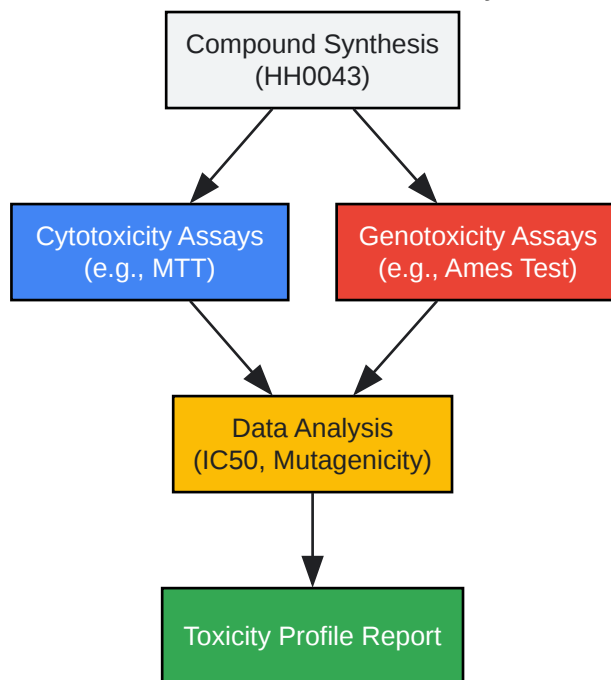 Compound Synthesis
(HH0043)
Cytotoxicity Assays
(e.g., MTT)
Genotoxicity Assays
(e.g., Ames Test)
Data Analysis
(IC50, Mutagenicity)
Toxicity Profile Report